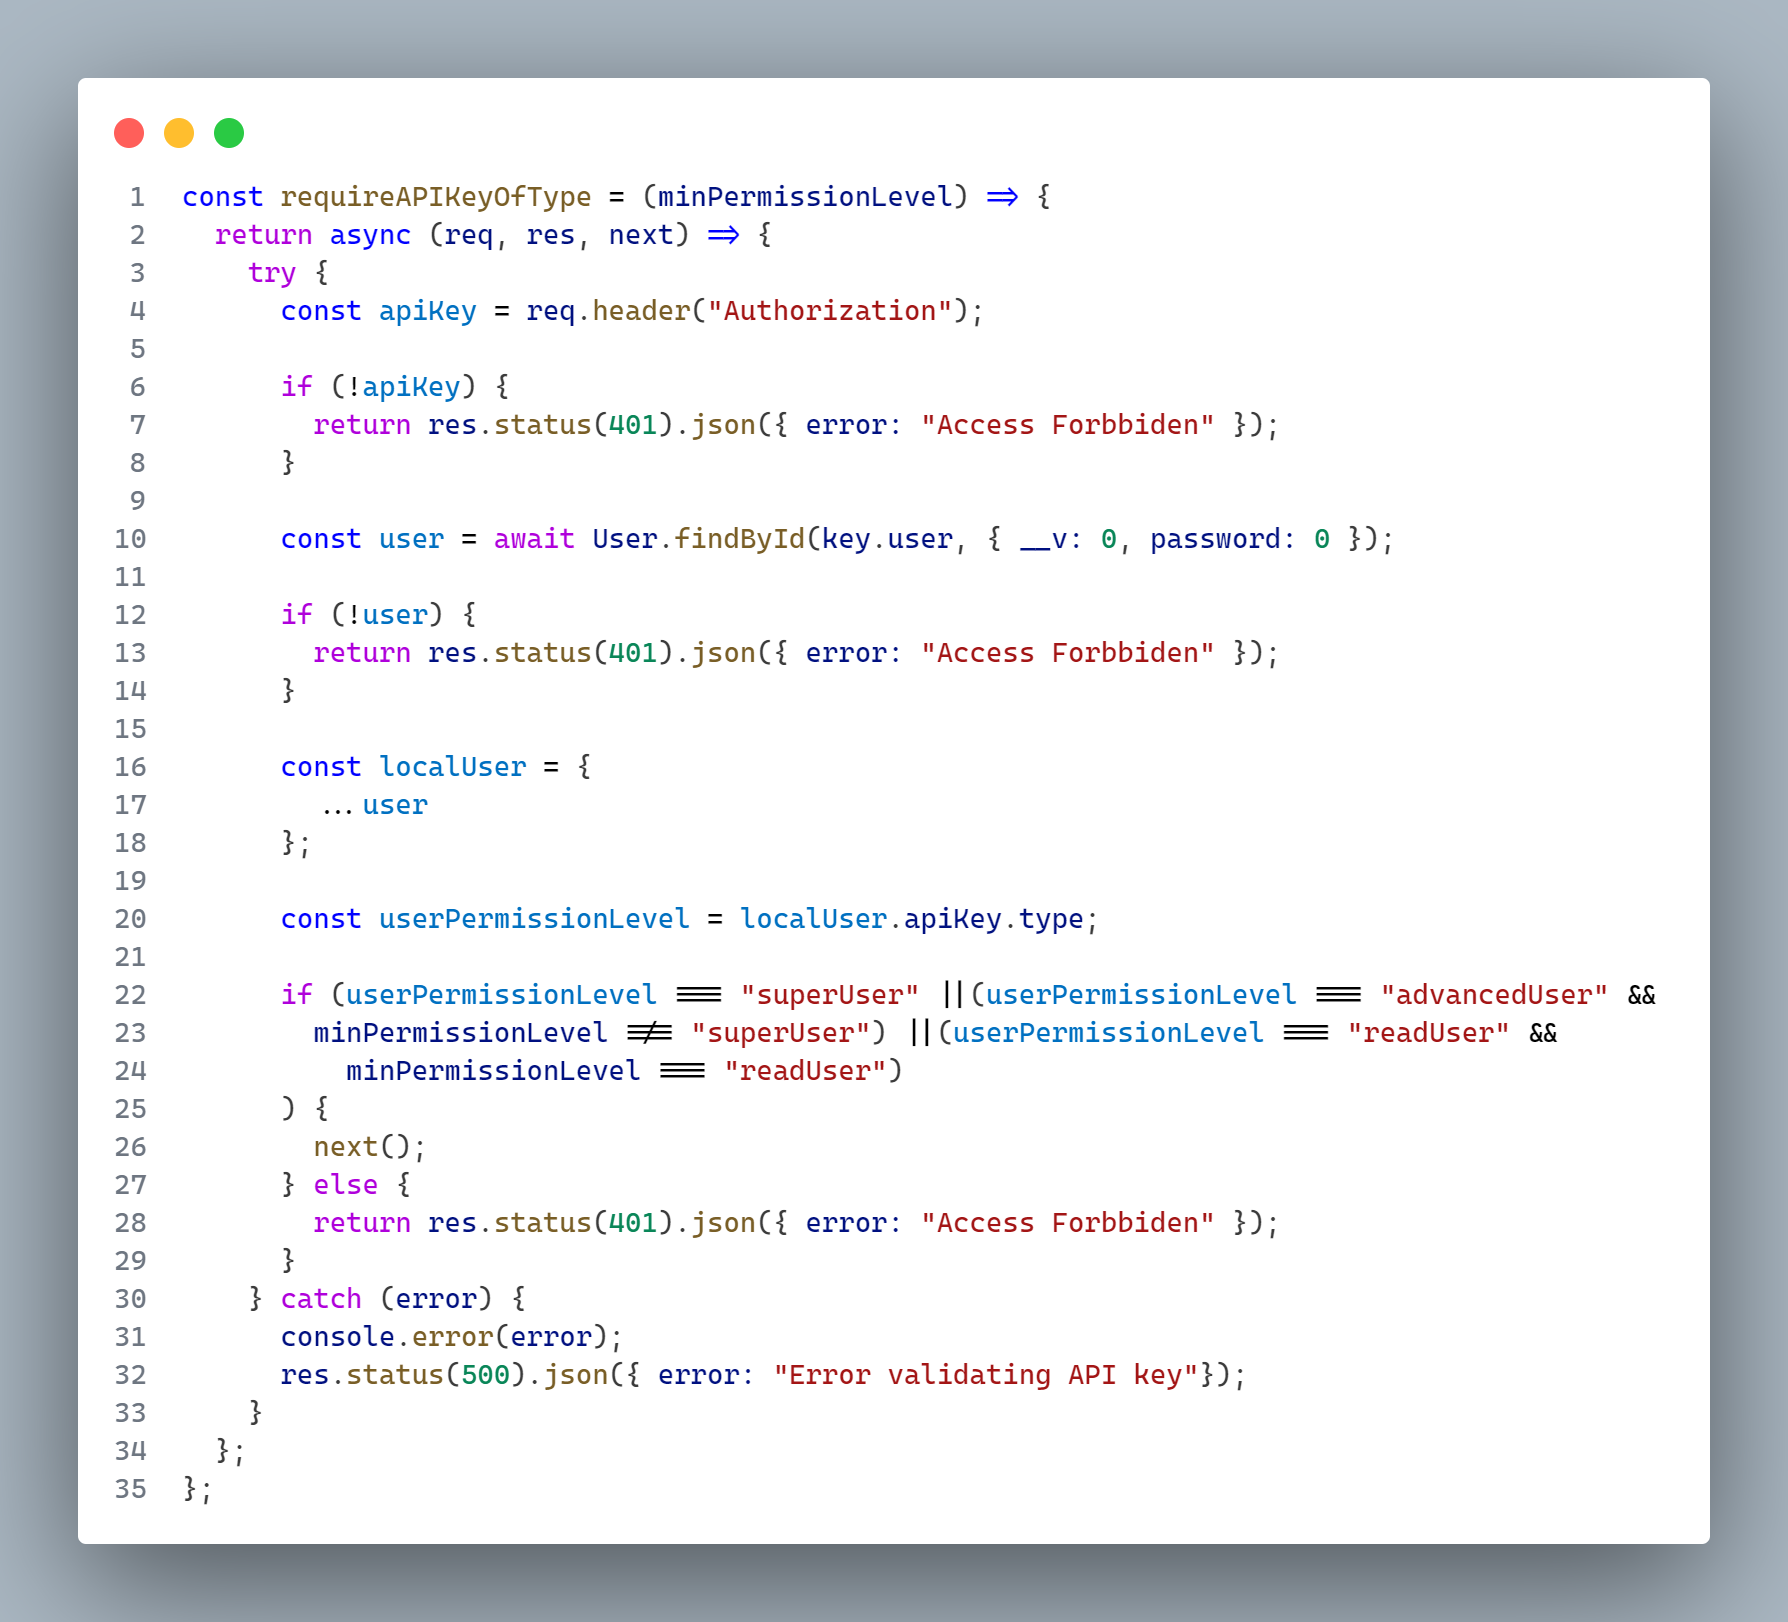 1 const requireAPIKeyOfType = (minPermissionLevel) => {
2   return async (req, res, next) => {
3     try {
4       const apiKey = req.header("Authorization");
5
6       if (!apiKey) {
7         return res.status(401).json({ error: "Access Forbbiden" });
8       }
9
10       const user = await User.findById(key.user, { __v: 0, password: 0 });
11
12       if (!user) {
13         return res.status(401).json({ error: "Access Forbbiden" });
14       }
15
16       const localUser = {
17         ...user
18       };
19
20       const userPermissionLevel = localUser.apiKey.type;
21
22       if (userPermissionLevel === "superUser" ||(userPermissionLevel === "advancedUser" &&
23         minPermissionLevel !== "superUser") ||(userPermissionLevel === "readUser" &&
24           minPermissionLevel === "readUser")
25       ) {
26         next();
27       } else {
28         return res.status(401).json({ error: "Access Forbbiden" });
29       }
30     } catch (error) {
31       console.error(error);
32       res.status(500).json({ error: "Error validating API key"});
33     }
34   };
35 };